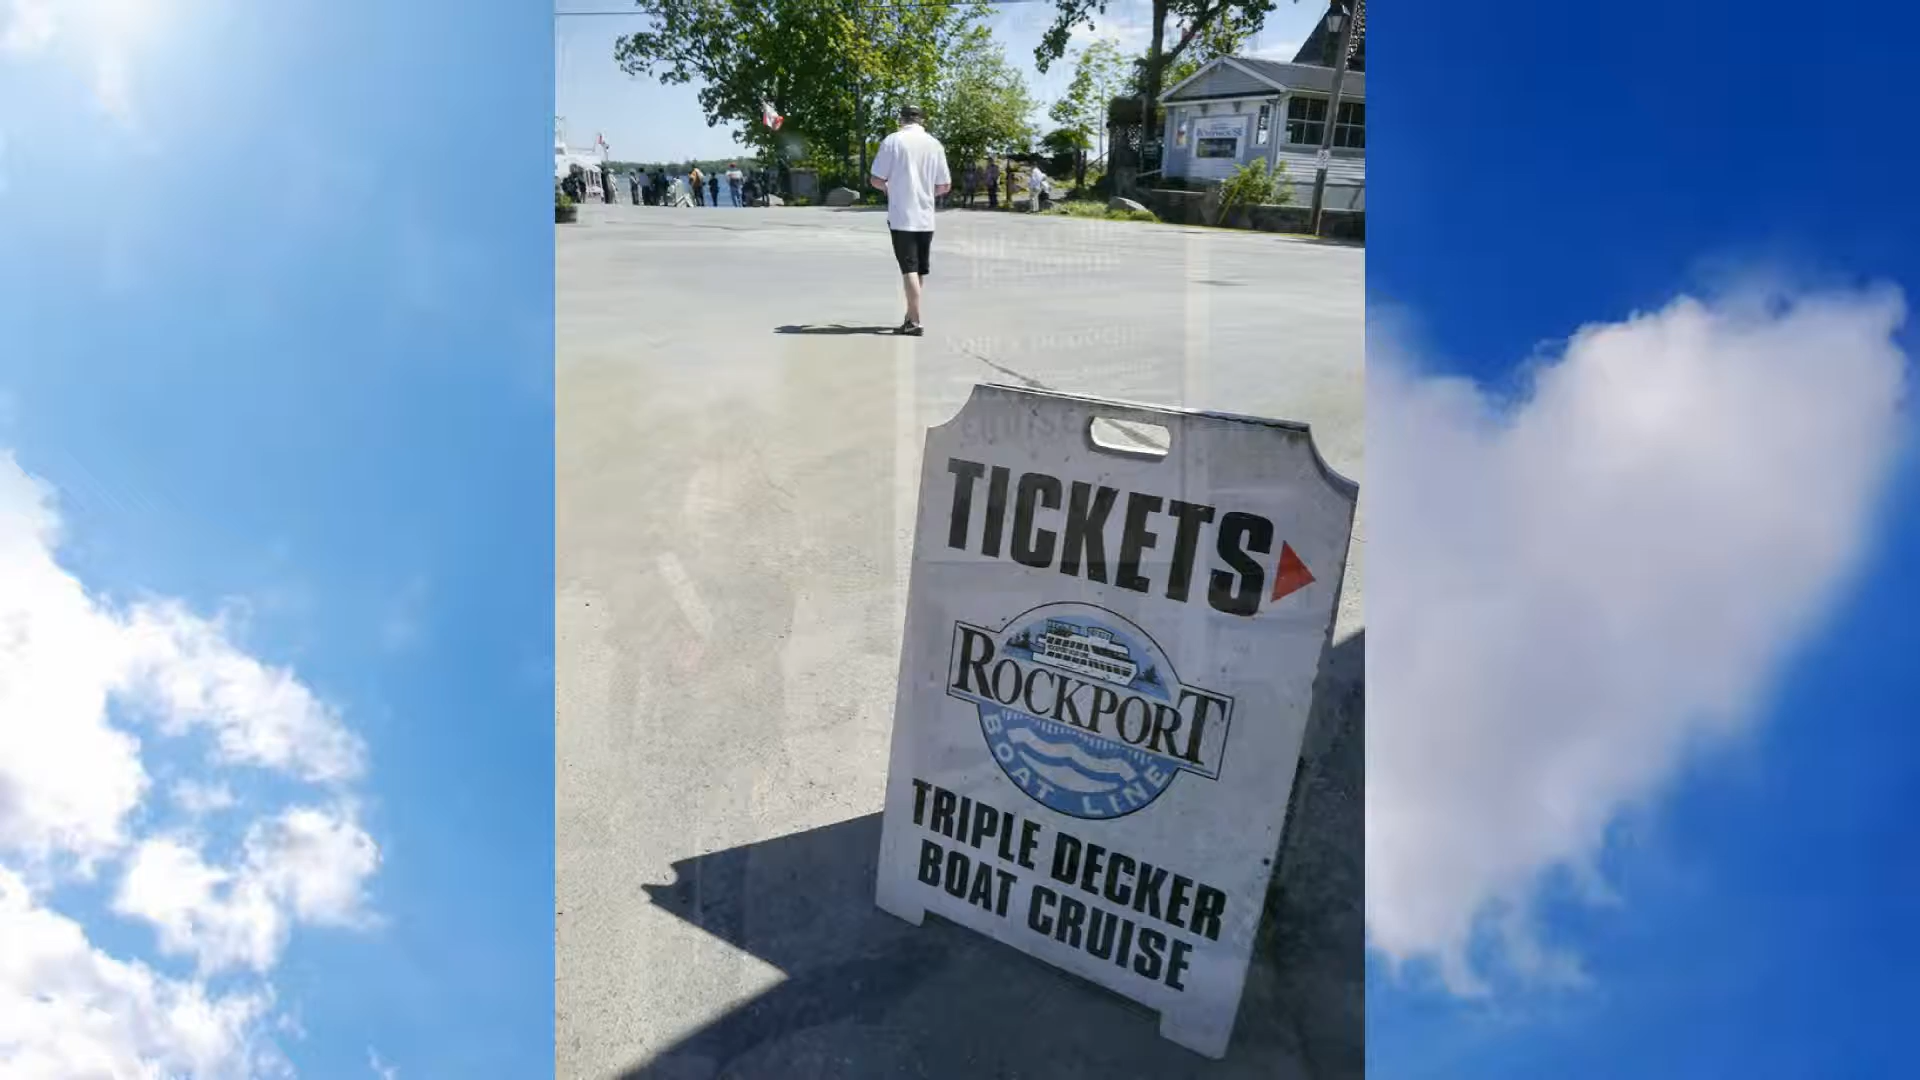 TICKETS
ROCKPORT
BOAT LINE
TRIPLE DECKER
BOAT CRUISE